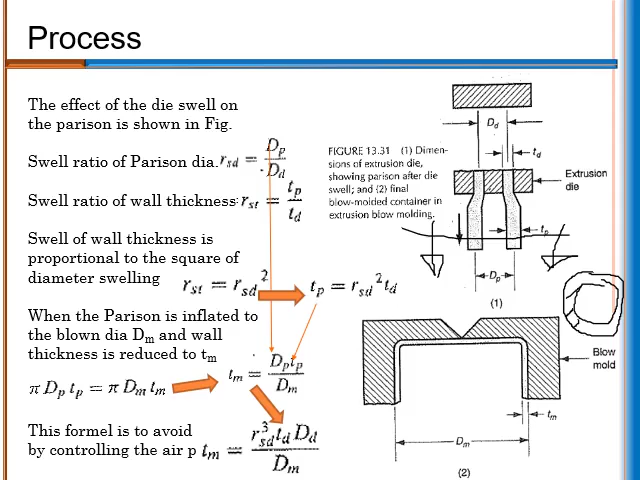 Process
The effect of the die swell on
the parison is shown in Fig.
Swell ratio of Parison dia. r_sd = D_p / D_d
Swell ratio of wall thickness: r_st = t_p / t_d
Swell of wall thickness is
proportional to the square of
diameter swelling
r_st = r_sd^2
t_p = r_sd^2 t_d
When the Parison is inflated to
the blown dia D_m and wall
thickness is reduced to t_m
π D_p t_p = π D_m t_m
t_m = D_p t_p / D_m
This formel is to avoid
by controlling the air p
t_m = r_sd^3 t_d D_d / D_m
FIGURE 13.31 (1) Dimen-
sions of extrusion die,
showing parison after die
swell; and (2) final
blow-molded container in
extrusion blow molding.
D_d
t_d
Extrusion
die
t_p
D_p
(1)
Blow
mold
t_m
D_m
(2)